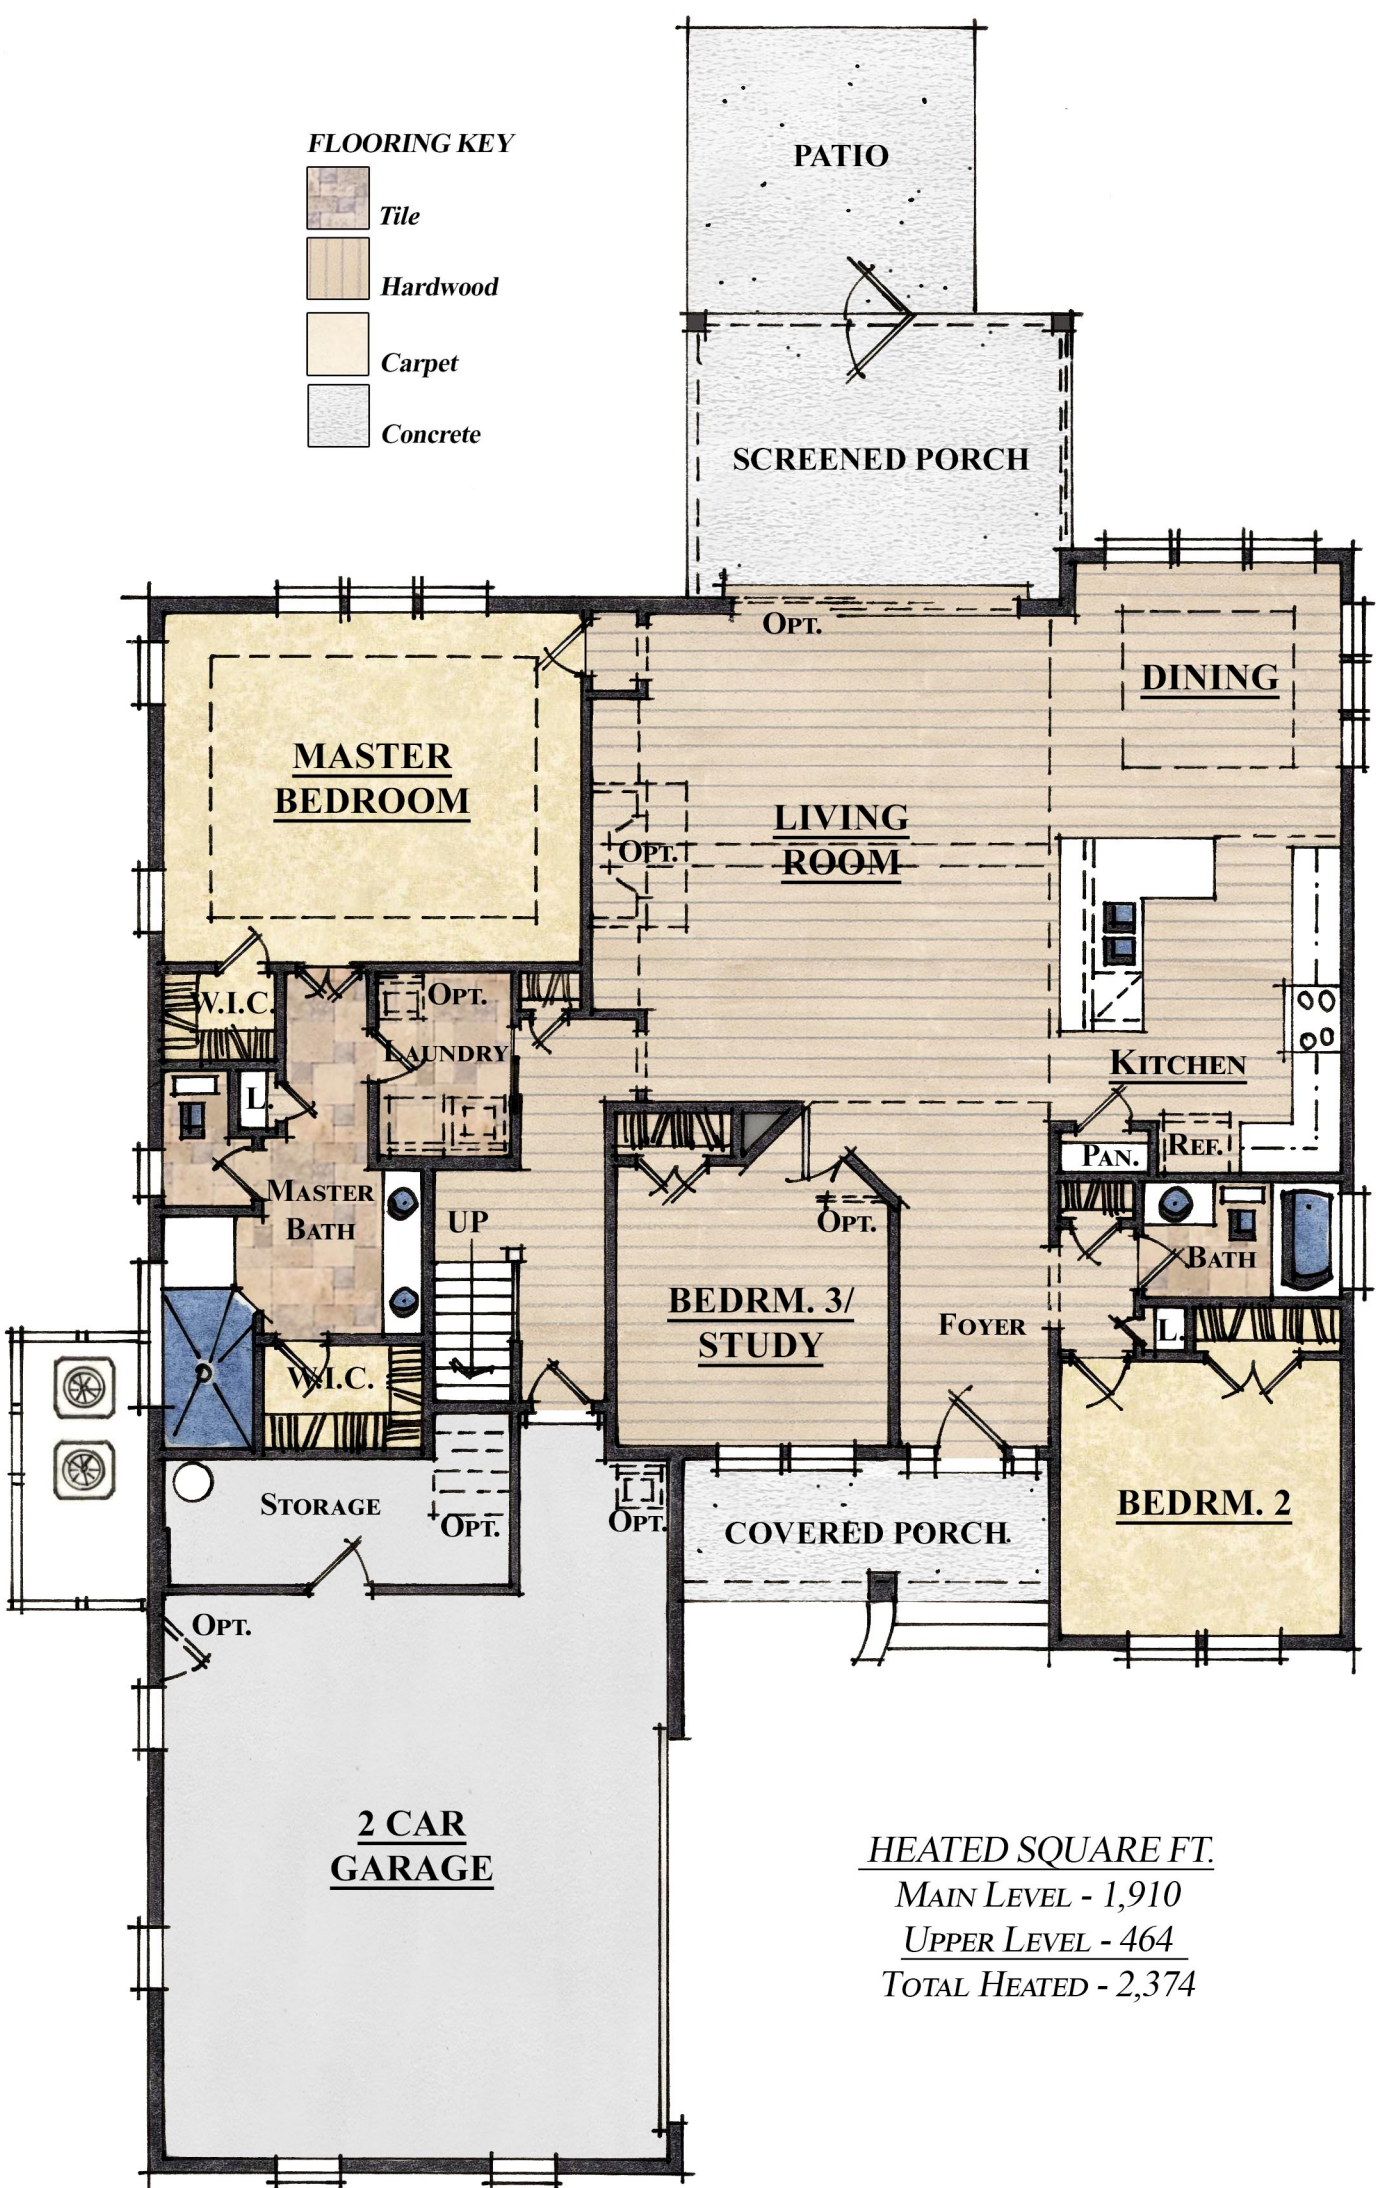 PATIO
FLOORING KEY
Tile
Hardwood
Carpet
Concrete
SCREENED PORCH
OPT.
DINING
MASTER
BEDROOM
LIVING
ROOM
OPT.
W.I.C.
OPT.
LAUNDRY
L.
KITCHEN
PAN.
REF.
MASTER
BATH
UP
OPT.
BATH
BEDRM. 3/
STUDY
FOYER
L.
W.I.C.
STORAGE
OPT.
OPT.
COVERED PORCH
BEDRM. 2
OPT.
2 CAR
GARAGE
HEATED SQUARE FT.
MAIN LEVEL - 1,910
UPPER LEVEL - 464
TOTAL HEATED - 2,374